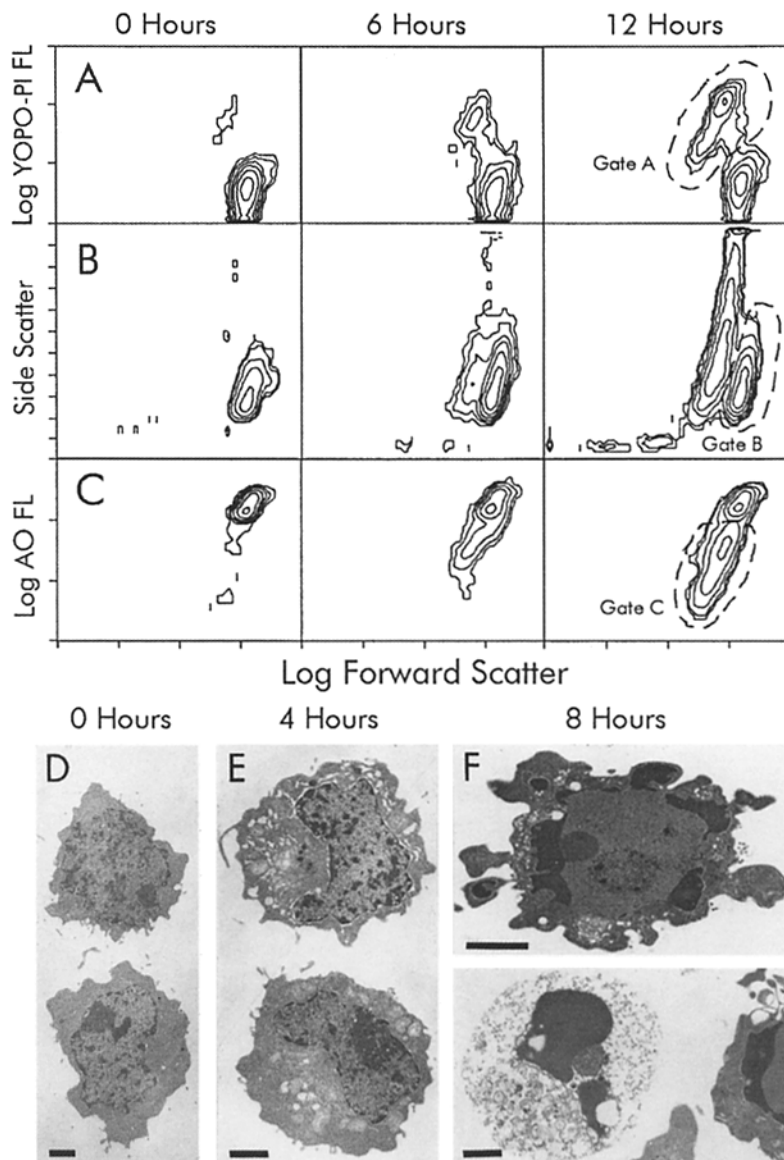 0 Hours 6 Hours 12 Hours
A
Log YOPO-PI FL
Gate A
B
Side Scatter
Gate B
C
Log AO FL
Gate C
Log Forward Scatter
0 Hours 4 Hours 8 Hours
D E F